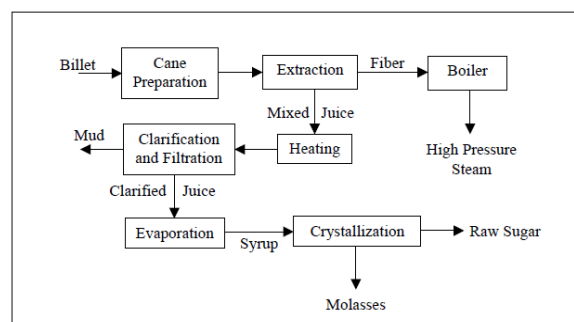 Billet
Cane
Preparation
Extraction
Fiber
Boiler
Mixed Juice
High Pressure
Steam
Mud
Clarification
and Filtration
Heating
Clarified Juice
Evaporation
Syrup
Crystallization
Raw Sugar
Molasses